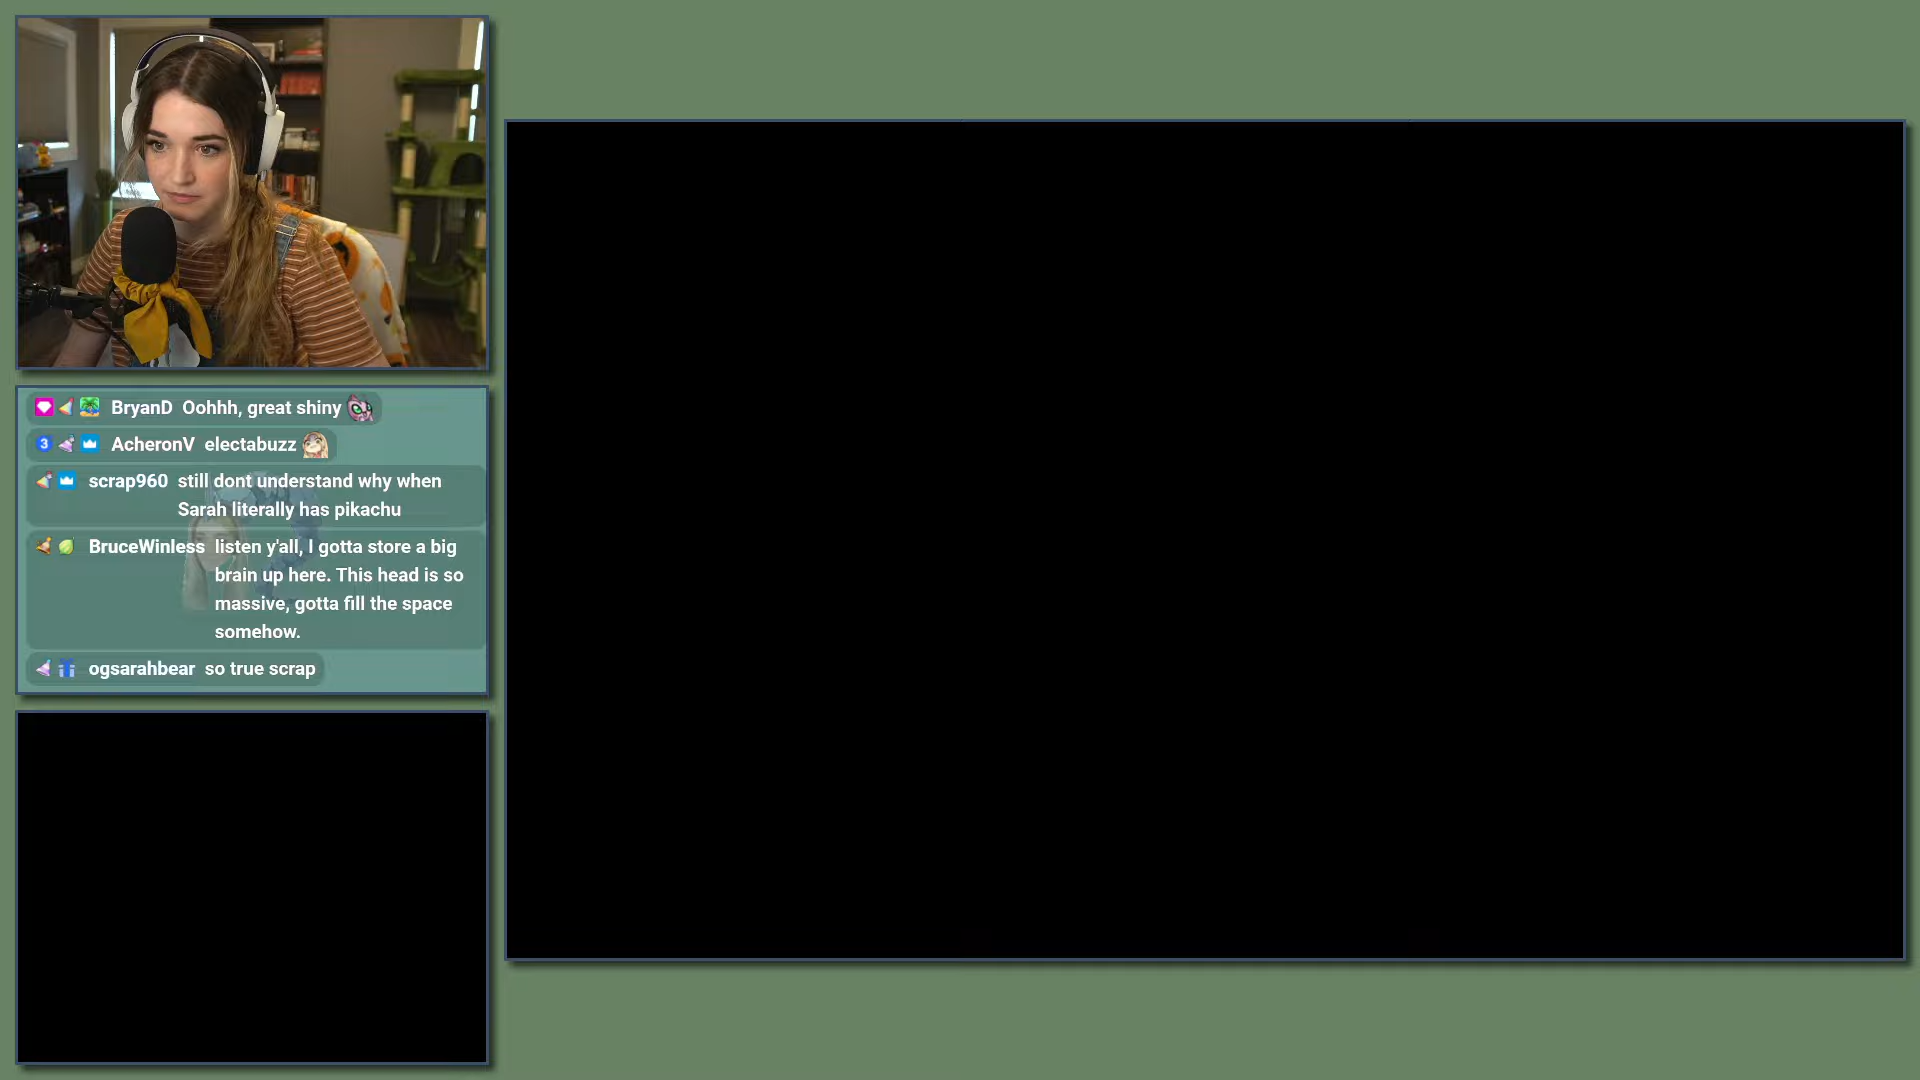 BryanD Oohhh, great shiny
3 AcheronV electabuzz
scrap960 still dont understand why when
Sarah literally has pikachu
BruceWinless listen y'all, I gotta store a big
brain up here. This head is so
massive, gotta fill the space
somehow.
ogsarahbear so true scrap